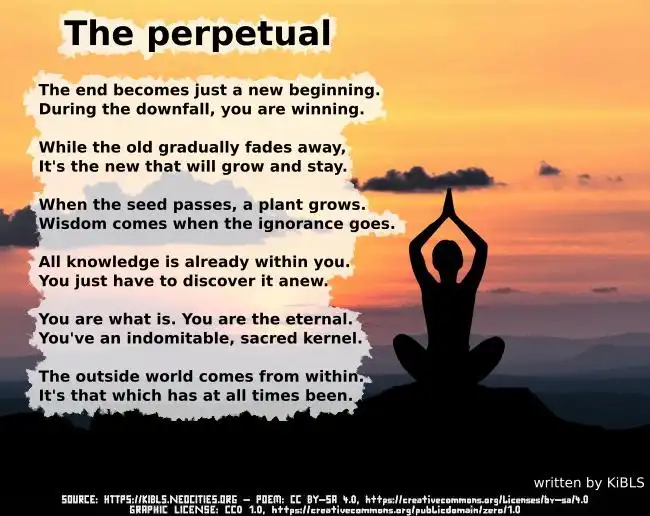 The perpetual
The end becomes just a new beginning.
During the downfall, you are winning.
While the old gradually fades away,
It's the new that will grow and stay.
When the seed passes, a plant grows.
Wisdom comes when the ignorance goes.
All knowledge is already within you.
You just have to discover it anew.
You are what is. You are the eternal.
You've an indomitable, sacred kernel.
The outside world comes from within.
It's that which has at all times been.
written by KiBLS
SOURCE: HTTPS://KIBLS.NEOCITIES.ORG — POEM: CC BY-SA 4.0, https://creativecommons.org/licenses/by-sa/4.0
GRAPHIC LICENSE: CC0 1.0, https://creativecommons.org/publicdomain/zero/1.0